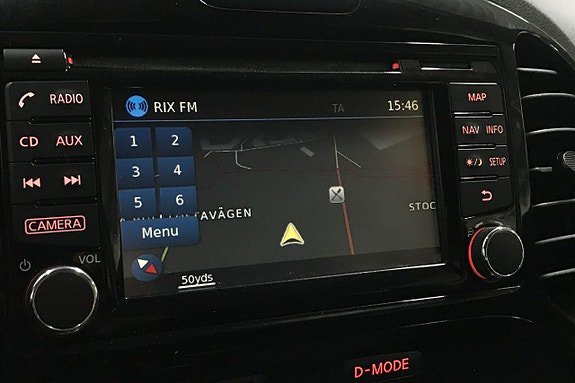 RADIO
CD AUX
CAMERA
VOL
RIX FM
TA
15:46
1 2
3 4
5 6
Menu
AVÄGEN
STOC
50yds
MAP
NAV INFO
SETUP
D-MODE